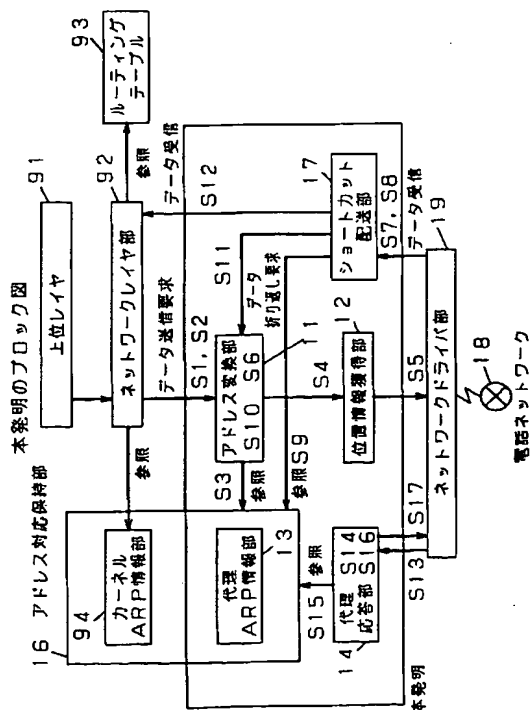 本発明のブロック図
91
上位レイヤ
92
ネットワークレイヤ部
93
ルーティング
テーブル
参照
参照
16 アドレス対応保持部
94
カーネル
ARP情報部
データ送信要求
S1, S2
データ受信
S12
S11
データ
折り返し要求
17
ショートカット
配送部
S7, S8
データ受信
アドレス変換部
S10 S6
11
S3
参照
参照 S9
代理
ARP情報部
13
S4
12
位置情報獲得部
S5
S15
参照
代理 S14
応答部 S16
14
S17
S13
19
ネットワークドライバ部
18
電話ネットワーク
本発明